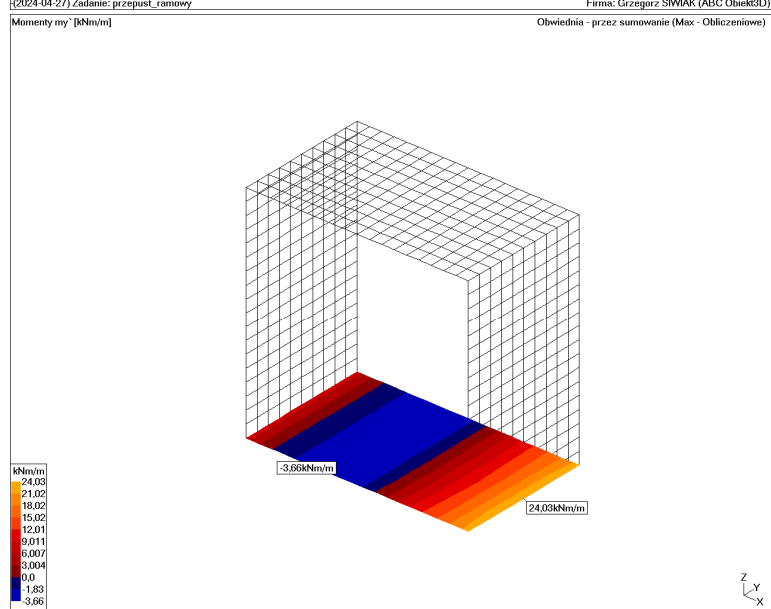 (2024-04-27) Zadanie: przepust_ramowy
Firma: Grzegorz SIWIAK (ABC Obiekt3D)
Momenty my` [kNm/m]
Obwiednia - przez sumowanie (Max - Obliczeniowe)
-3,66kNm/m
24,03kNm/m
kNm/m
24,03
21,02
18,02
15,02
12,01
9,011
6,007
3,004
0,0
-1,83
-3,66
Z
Y
X